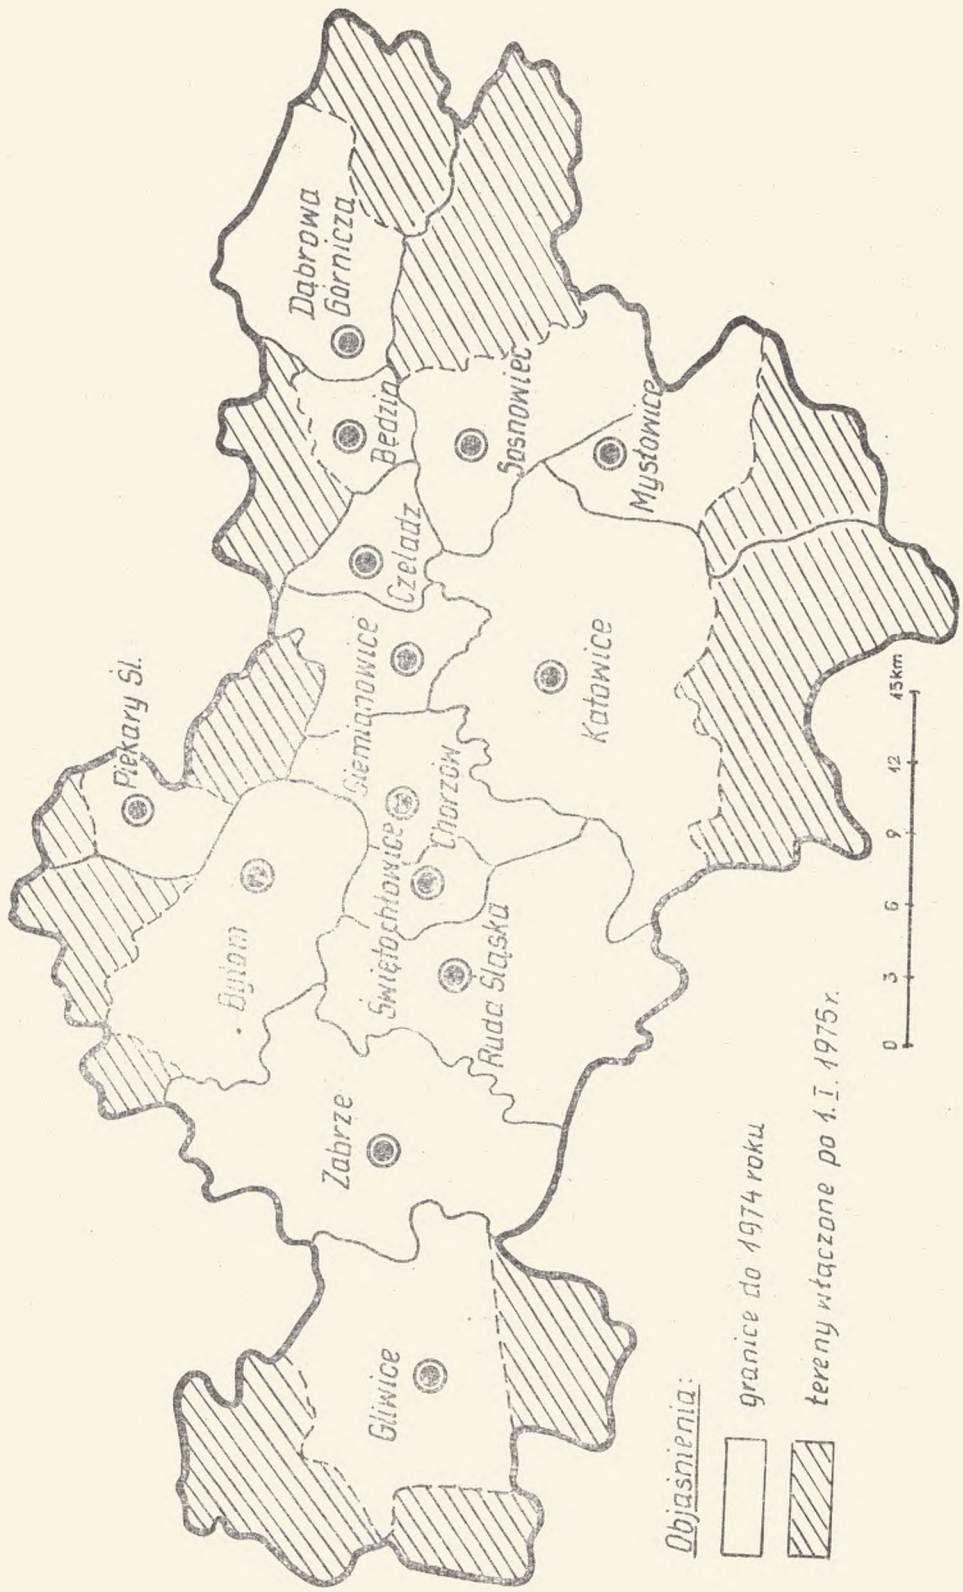 Piekary Śl.
Bytom
Gliwice
Zabrze
Ruda Śląska
Świętochłowice
Chorzów
Siemianowice
Katowice
Czeladź
Będzin
Sosnowiec
Mysłowice
Dąbrowa
Górnicza
Objaśnienia:
granice do 1974 roku
tereny włączone po 1.I.1975r.
0 3 6 9 12 15km